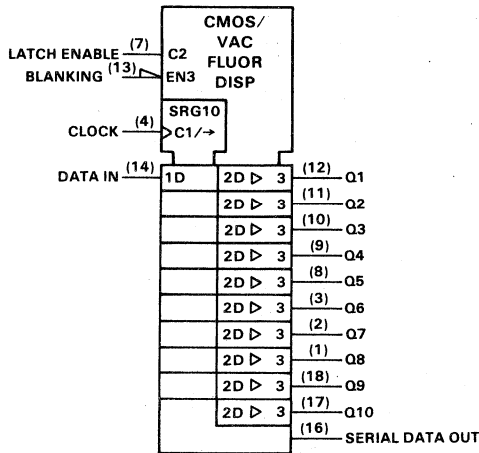 CMOS/
VAC
FLUOR
DISP
LATCH ENABLE (7) C2
BLANKING (13) EN3
SRG10
CLOCK (4) C1/→
DATA IN (14) 1D 2D ▷ 3 (12) Q1
2D ▷ 3 (11) Q2
2D ▷ 3 (10) Q3
2D ▷ 3 (9) Q4
2D ▷ 3 (8) Q5
2D ▷ 3 (3) Q6
2D ▷ 3 (2) Q7
2D ▷ 3 (1) Q8
2D ▷ 3 (18) Q9
2D ▷ 3 (17) Q10
(16) SERIAL DATA OUT